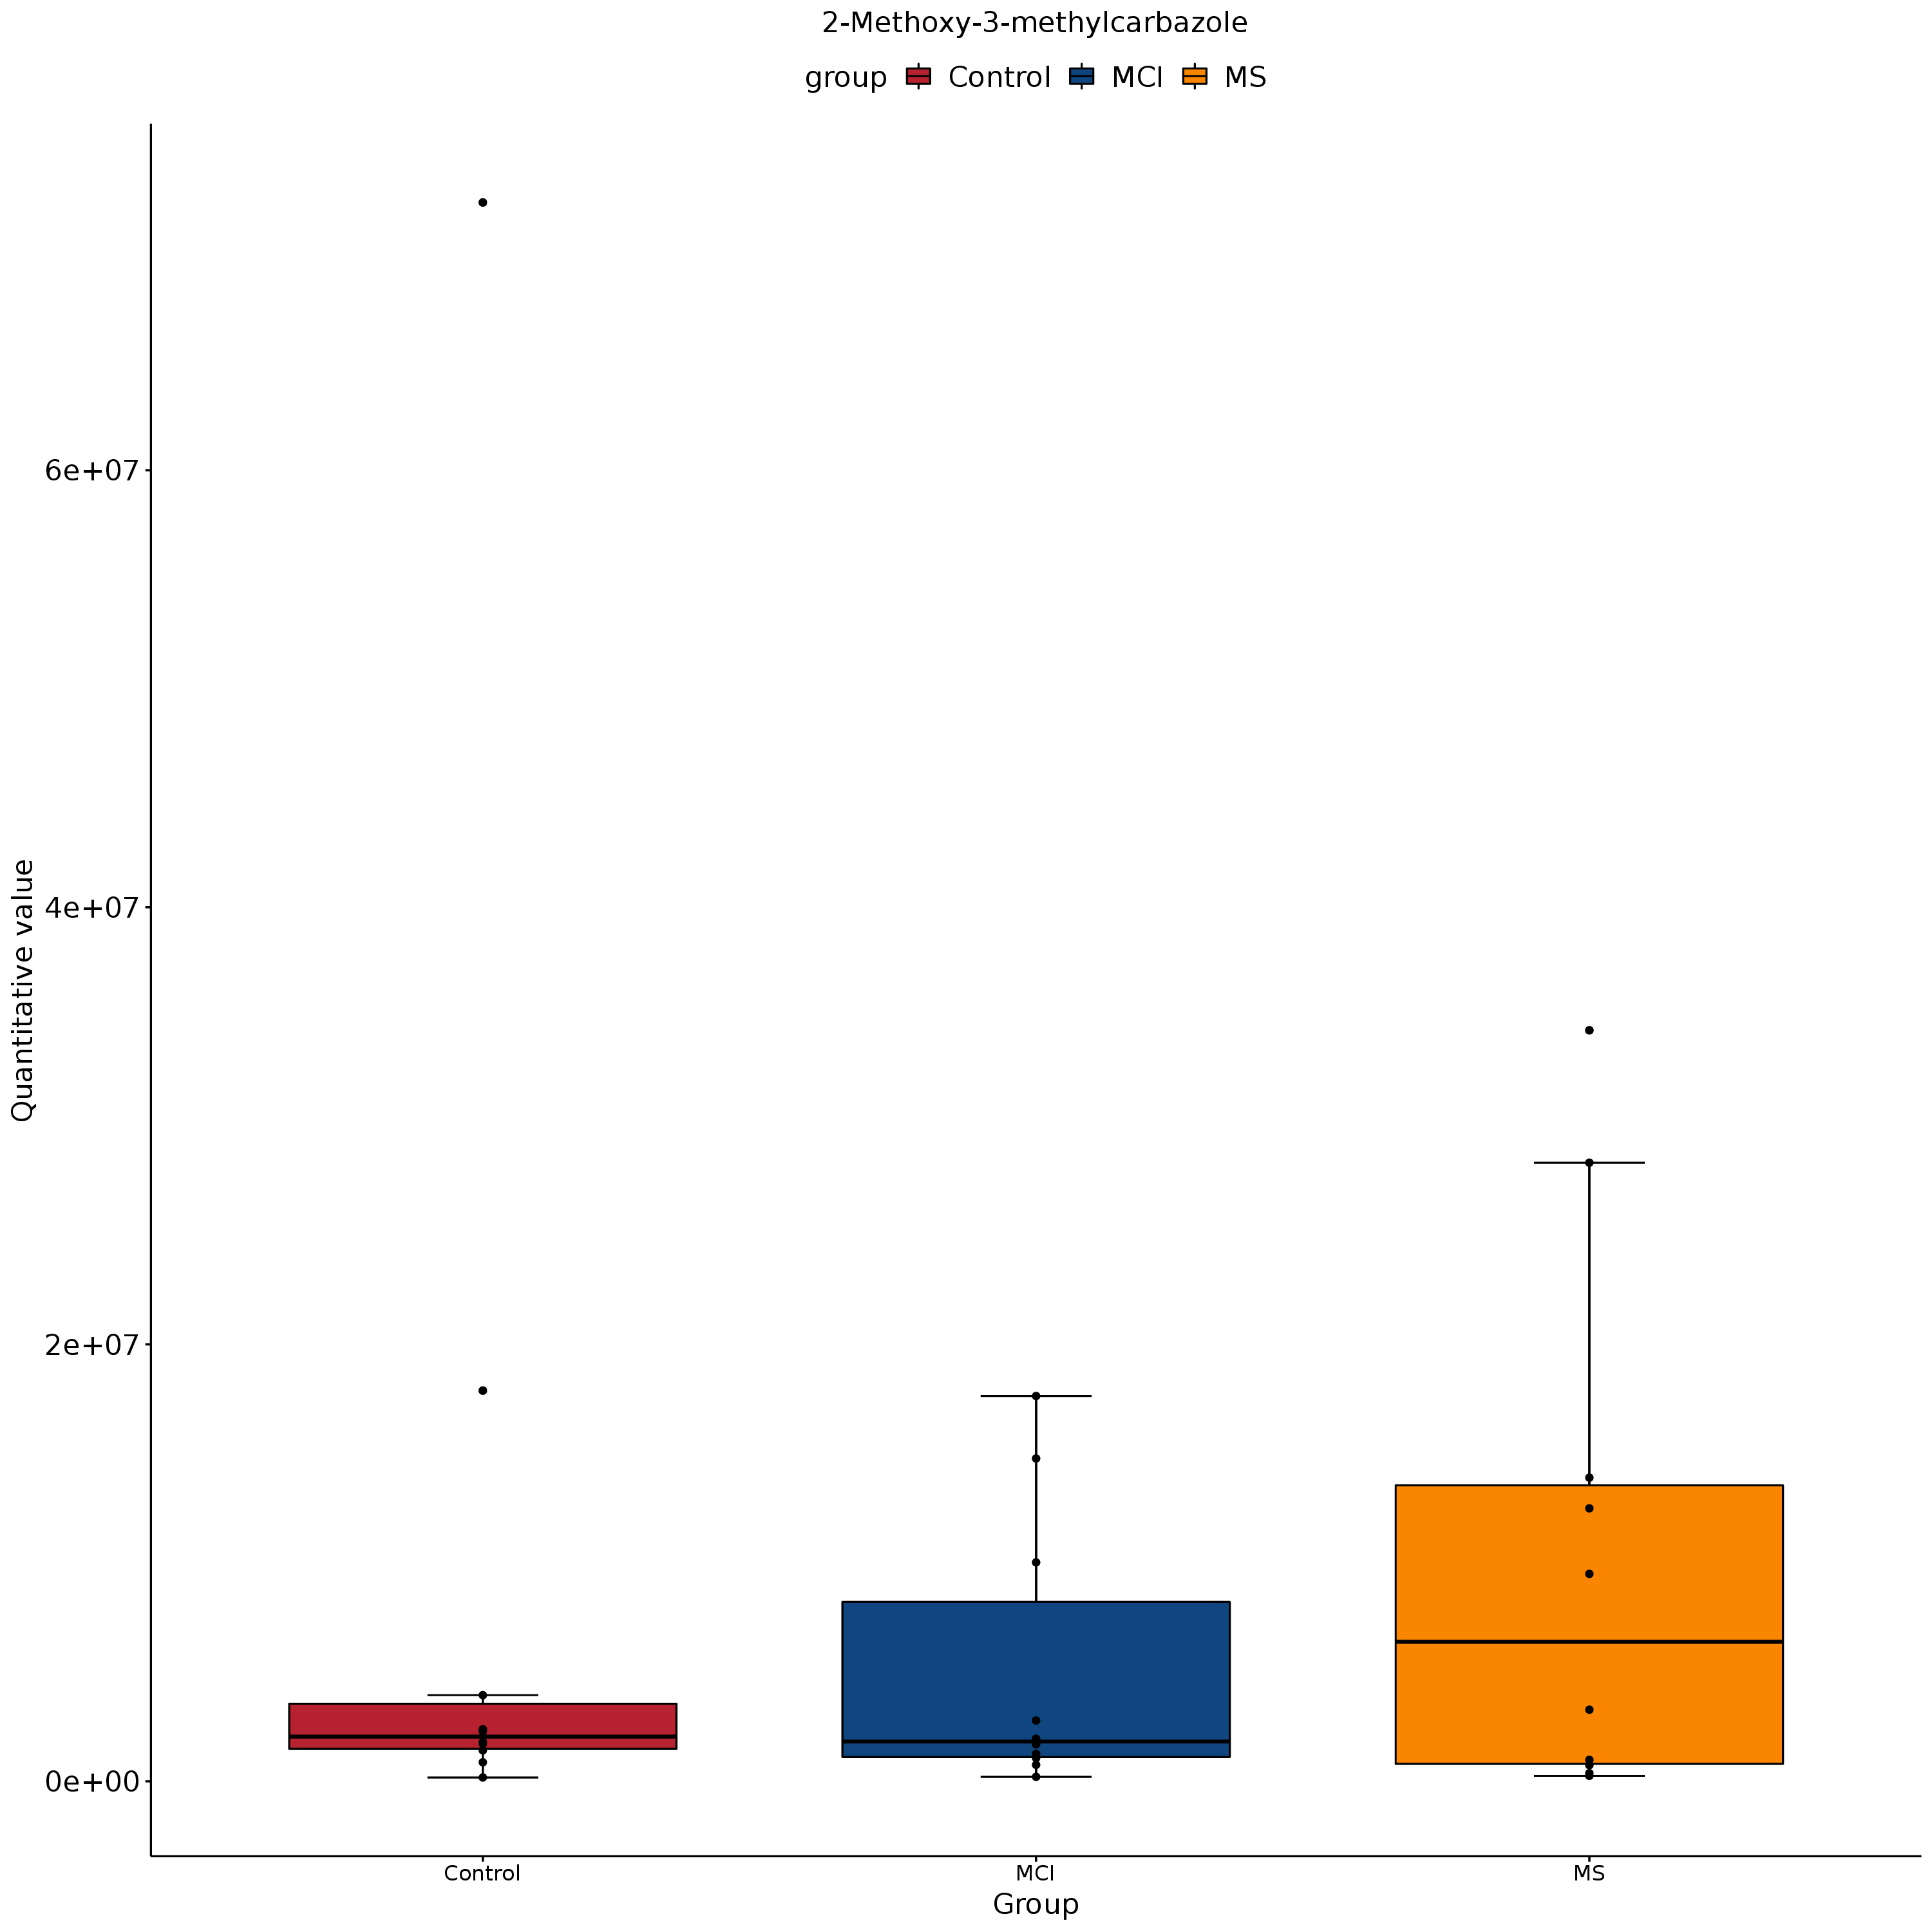 2-Methoxy-3-methylcarbazole
group Control MCI MS
Quantitative value
6e+07
4e+07
2e+07
0e+00
Control MCI MS
Group